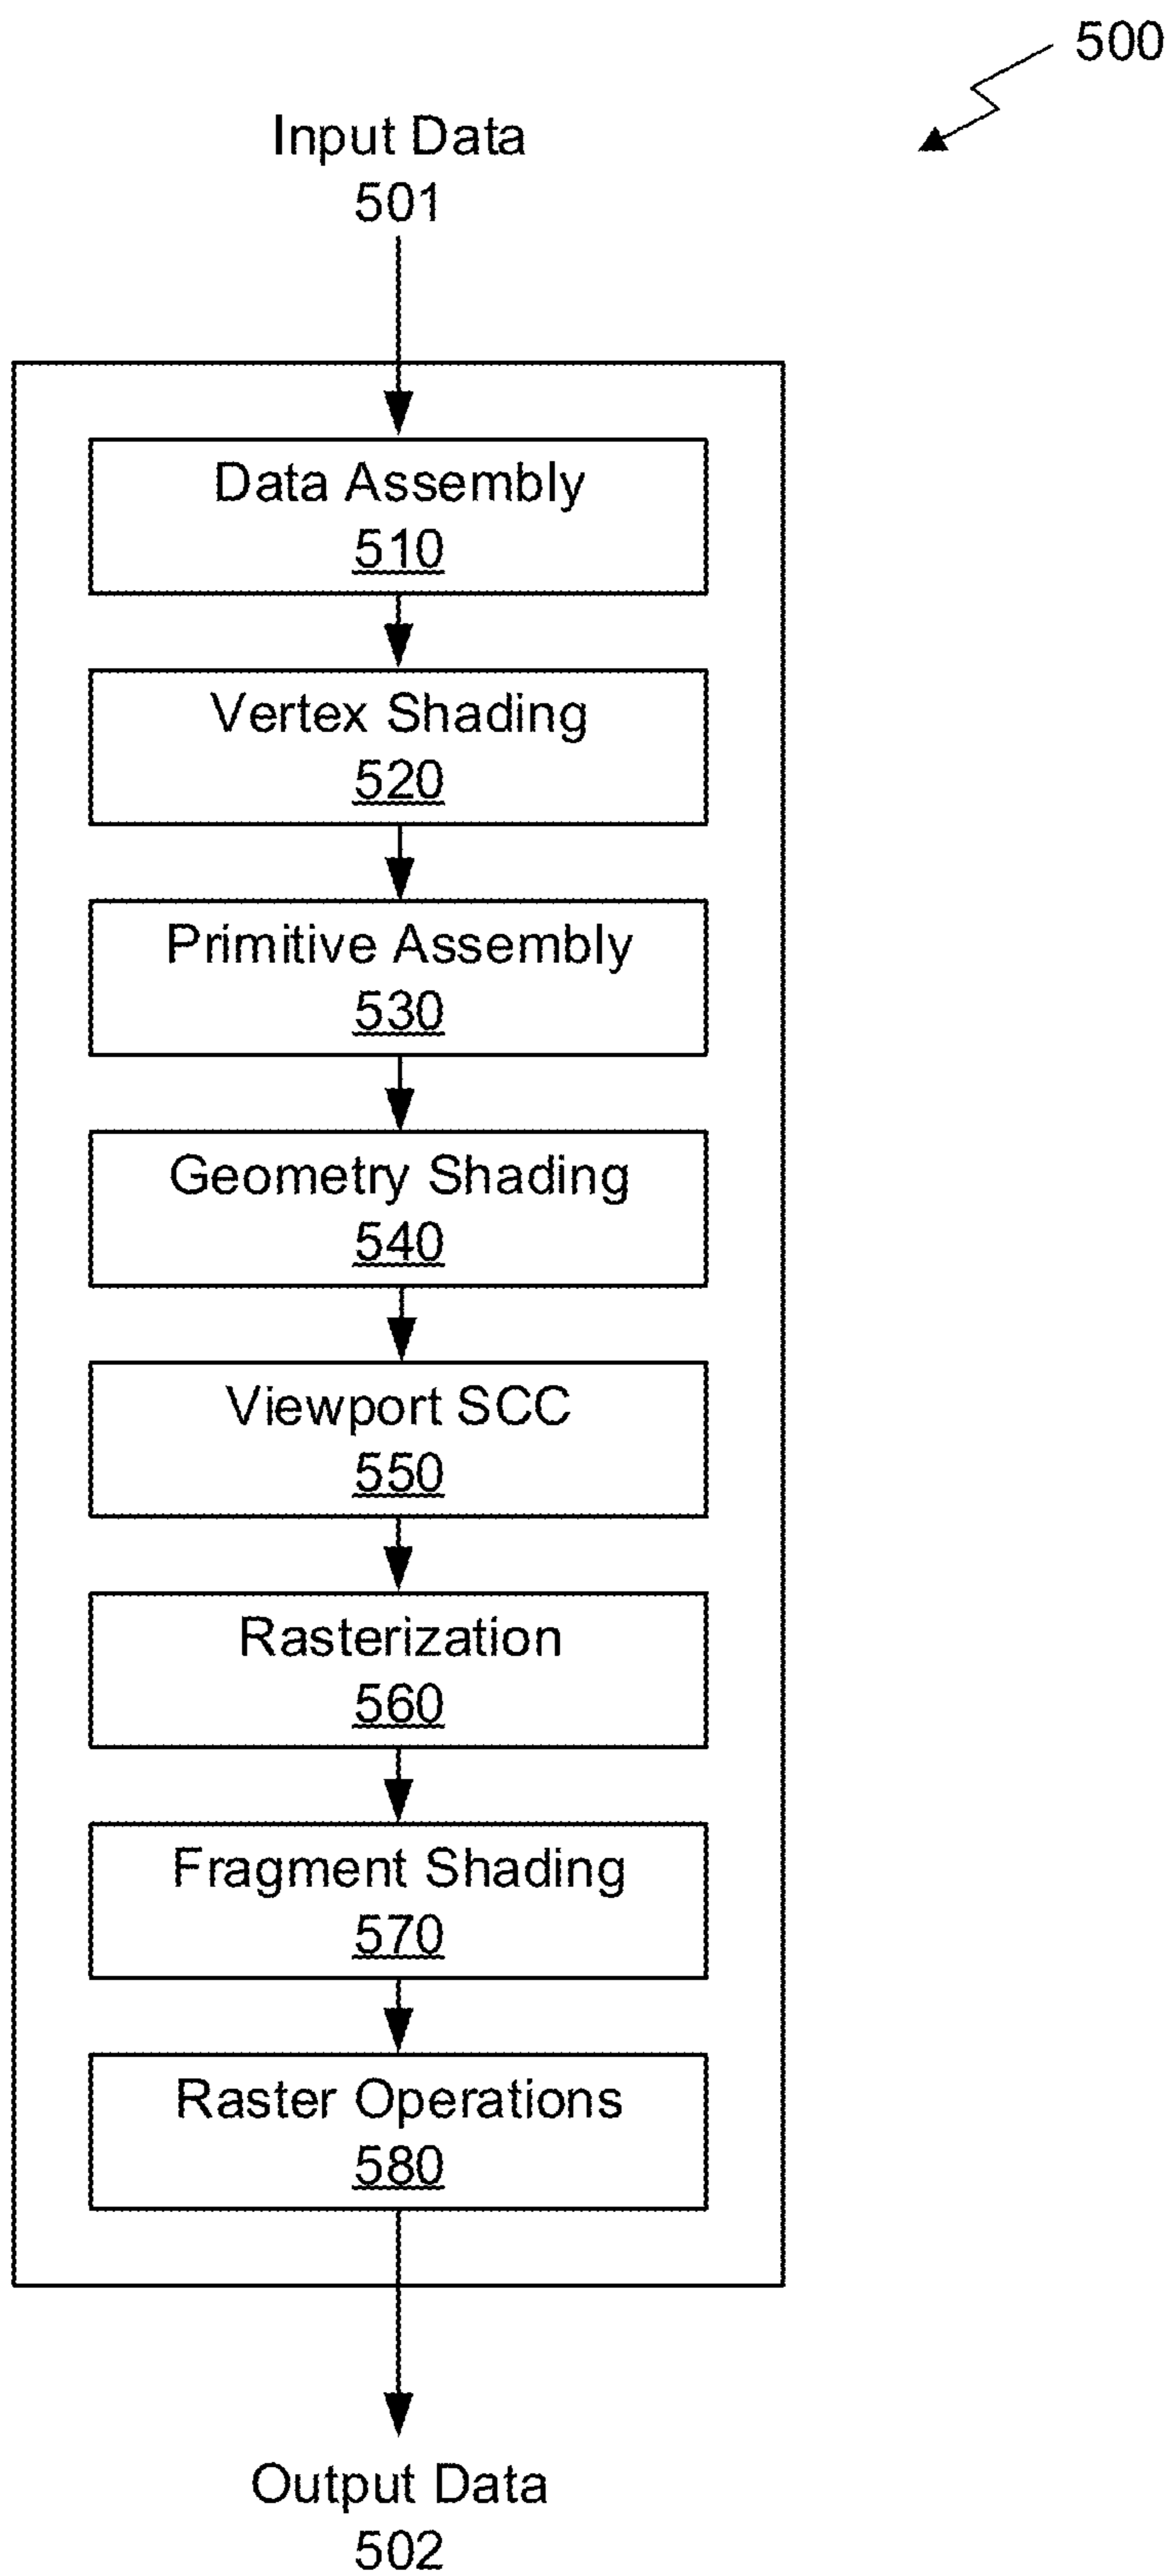 500
Input Data
501
Data Assembly
510
Vertex Shading
520
Primitive Assembly
530
Geometry Shading
540
Viewport SCC
550
Rasterization
560
Fragment Shading
570
Raster Operations
580
Output Data
502